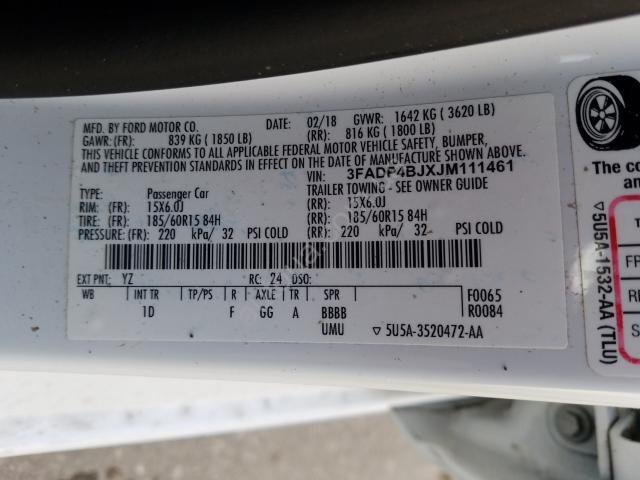 MFD. BY FORD MOTOR CO. DATE: 02/18 GVWR: 1642 KG ( 3620 LB)
GAWR: (FR): 839 KG ( 1850 LB) (RR): 816 KG ( 1800 LB)
THIS VEHICLE CONFORMS TO ALL APPLICABLE FEDERAL MOTOR VEHICLE SAFETY, BUMPER,
AND THEFT PREVENTION STANDARDS IN EFFECT ON THE DATE OF MANUFACTURE SHOWN ABOVE.
VIN: 3FADP4BJXJM111461
TYPE: Passenger Car TRAILER TOWING - SEE OWNER GUIDE
RIM: (FR): 15X6.0J (RR): 15X6.0J
TIRE: (FR): 185/60R15 84H (RR): 185/60R15 84H
PRESSURE: (FR): 220 kPa/ 32 PSI COLD (RR): 220 kPa/ 32 PSI COLD
EXT PNT: YZ RC: 24 DSO:
WB INT TR TP/PS R AXLE TR SPR F0065
1D F GG A BBBB R0084
UMU ▽ 5U5A-3520472-AA
The co
a
TIRE
FR
RE
S
▽ 5U5A-1532-AA (TLU)